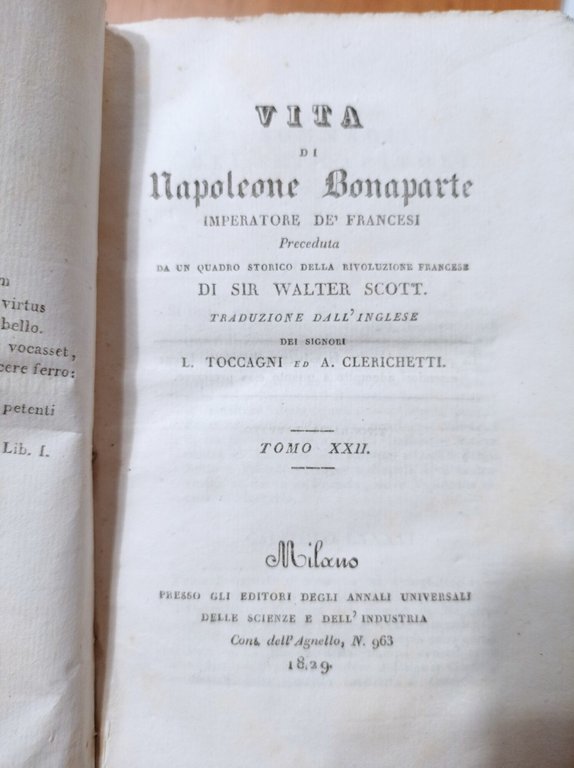 m
virtus
bello.
vocasset,
cere ferro:
petenti
Lib. I.
VITA
DI
Napoleone Bonaparte
IMPERATORE DE' FRANCESI
Preceduta
DA UN QUADRO STORICO DELLA RIVOLUZIONE FRANCESE
DI SIR WALTER SCOTT.
TRADUZIONE DALL'INGLESE
DEI SIGNORI
L. TOCCAGNI ED A. CLERICHETTI.
TOMO XXII.
Milano
PRESSO GLI EDITORI DEGLI ANNALI UNIVERSALI
DELLE SCIENZE E DELL'INDUSTRIA
Cont. dell'Agnello, N. 963
1829.